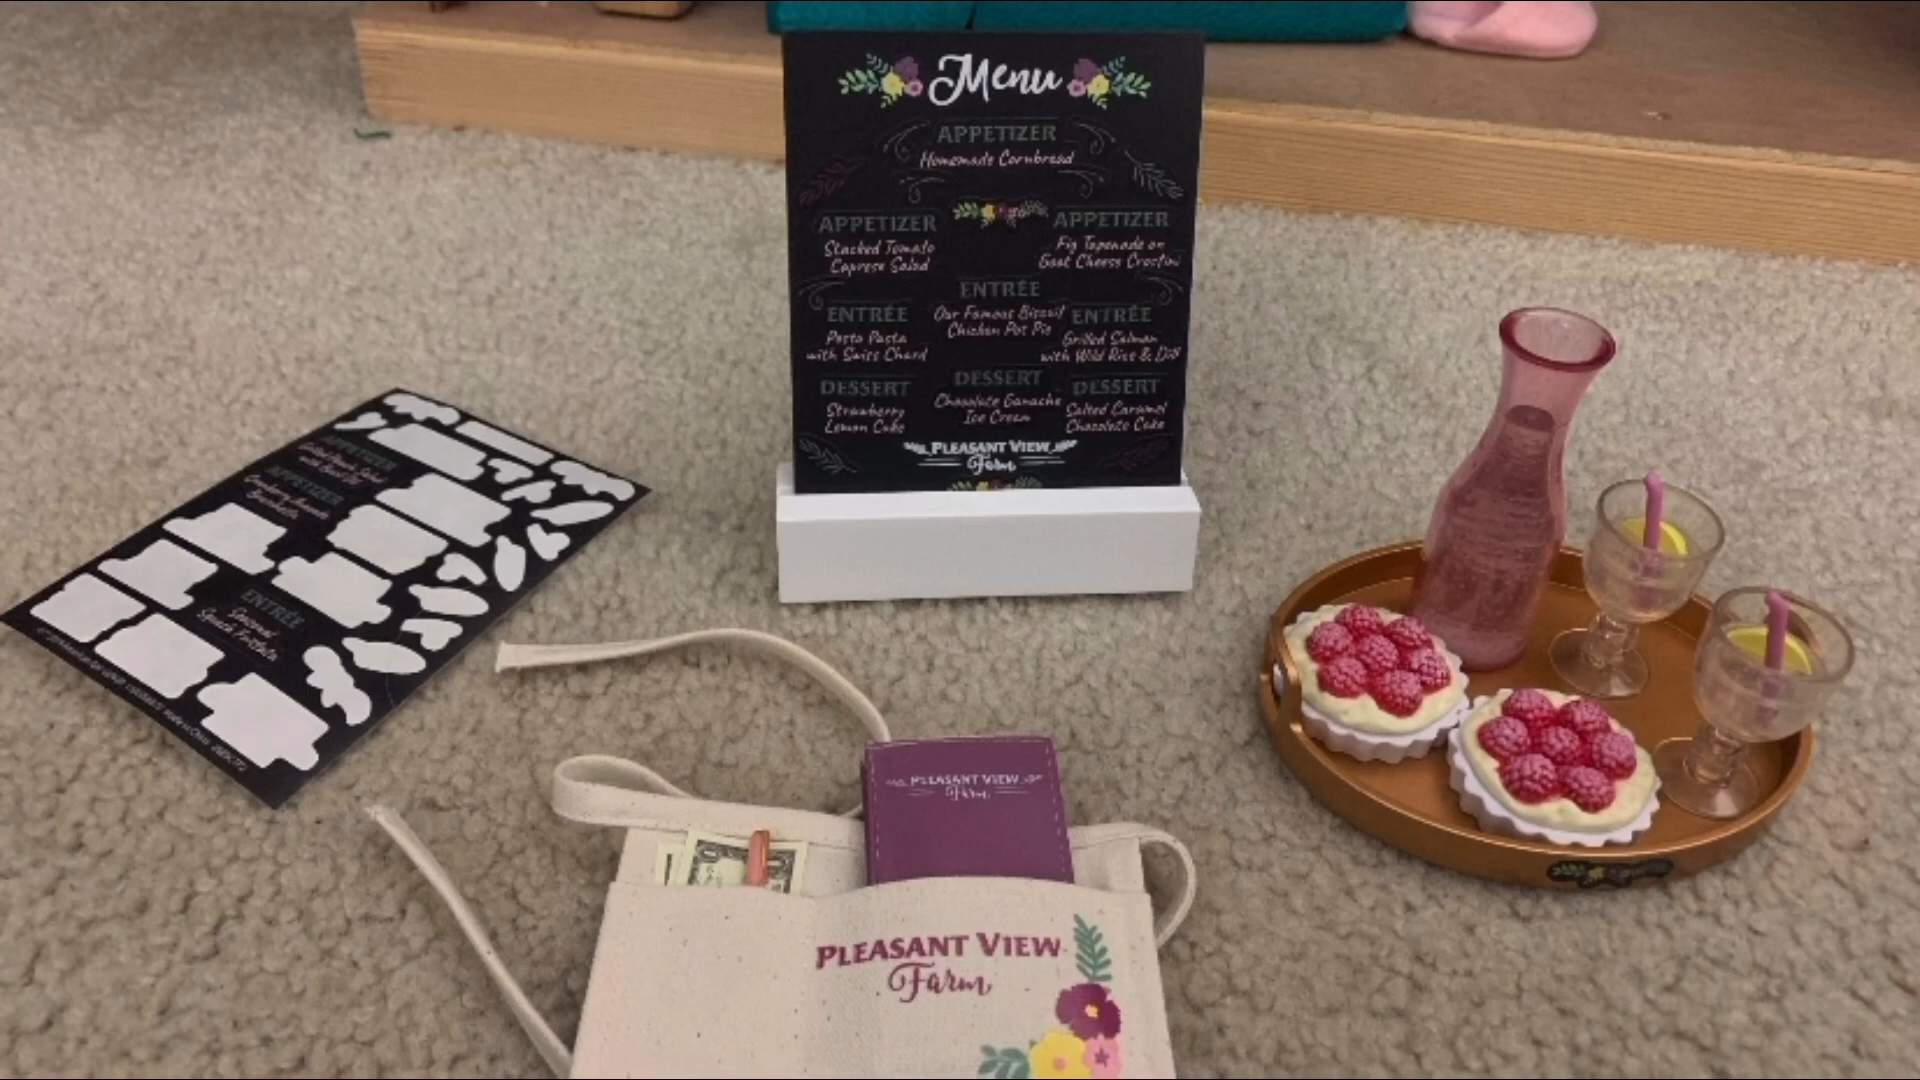 Menu
APPETIZER
Homemade Cornbread
APPETIZER
Stacked Tomato
Caprese Salad
APPETIZER
Fig Tapenade on
Goat Cheese Crostini
ENTRÉE
Our Famous Biscuit
Chicken Pot Pie
ENTRÉE
Pesto Pasta
with Swiss Chard
ENTRÉE
Grilled Salmon
with Wild Rice & Dill
DESSERT
Strawberry
Lemon Cake
DESSERT
Chocolate Ganache
Ice Cream
DESSERT
Salted Caramel
Chocolate Cake
PLEASANT VIEW
Farm
APPETIZER
APPETIZER
ENTRÉE
Seasonal
Squash Frittata
PLEASANT VIEW
Farm
PLEASANT VIEW
Farm